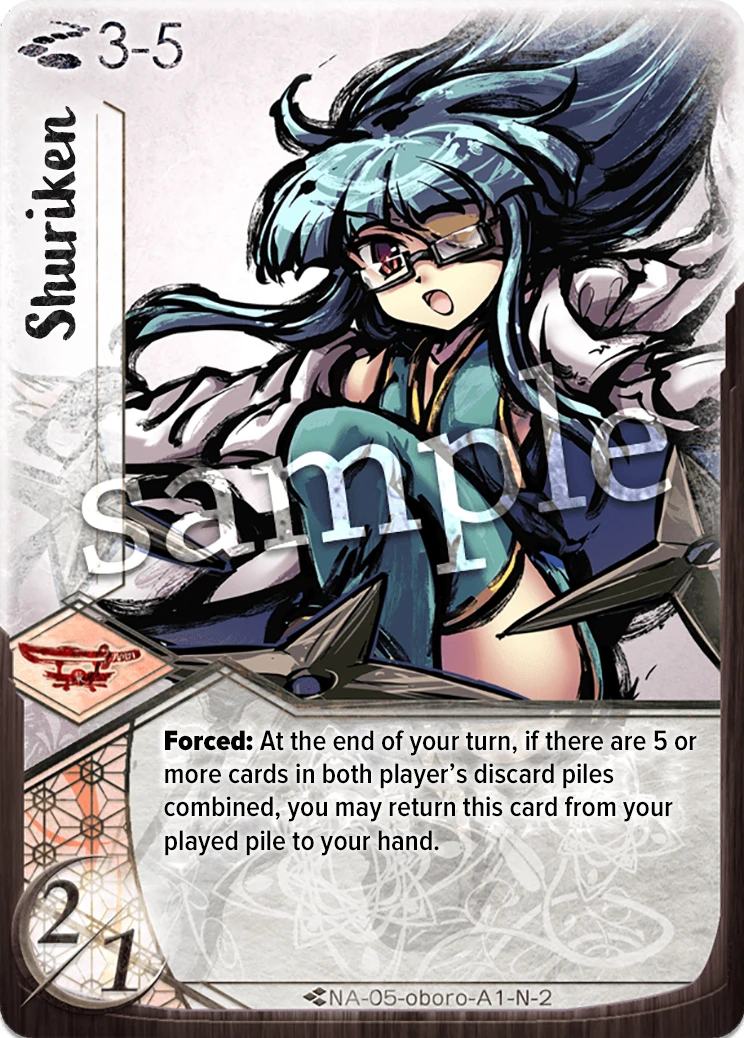 3-5
Shuriken
sample
Forced: At the end of your turn, if there are 5 or
more cards in both player's discard piles
combined, you may return this card from your
played pile to your hand.
2/1
NA-05-oboro-A1-N-2